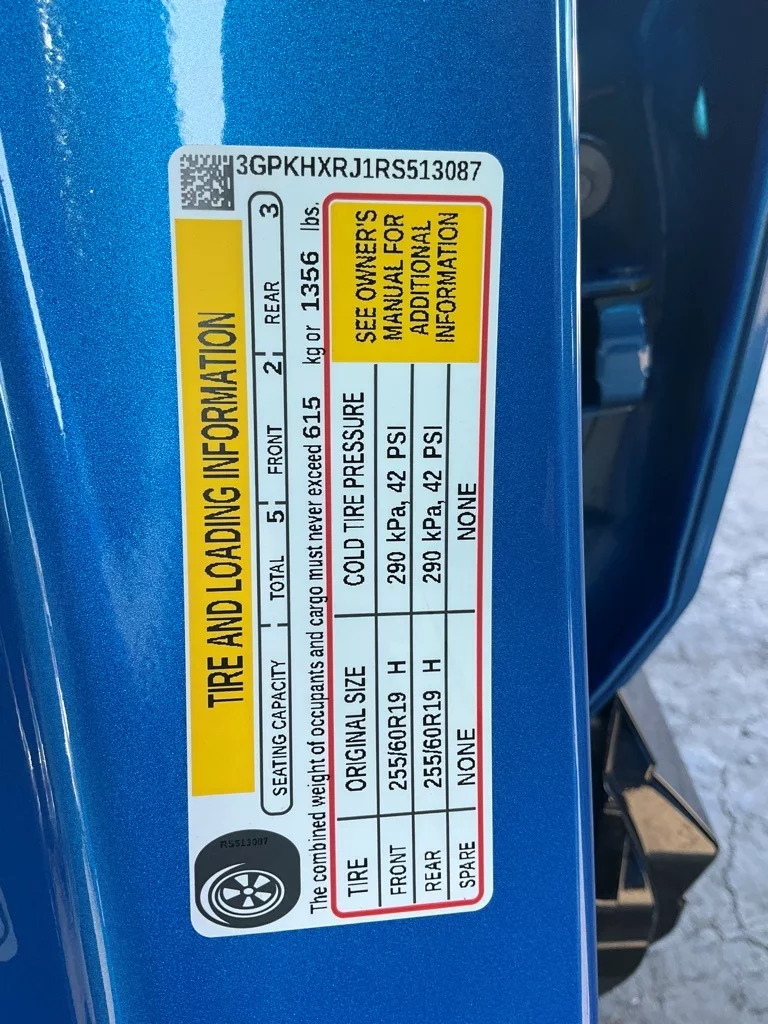 3GPKHXRJ1RS513087
TIRE AND LOADING INFORMATION
SEATING CAPACITY TOTAL 5 FRONT 2 REAR 3
The combined weight of occupants and cargo must never exceed 615 kg or 1356 lbs.
TIRE ORIGINAL SIZE COLD TIRE PRESSURE
FRONT 255/60R19 H 290 kPa, 42 PSI
REAR 255/60R19 H 290 kPa, 42 PSI
SPARE NONE NONE
SEE OWNER'S
MANUAL FOR
ADDITIONAL
INFORMATION
RS513087